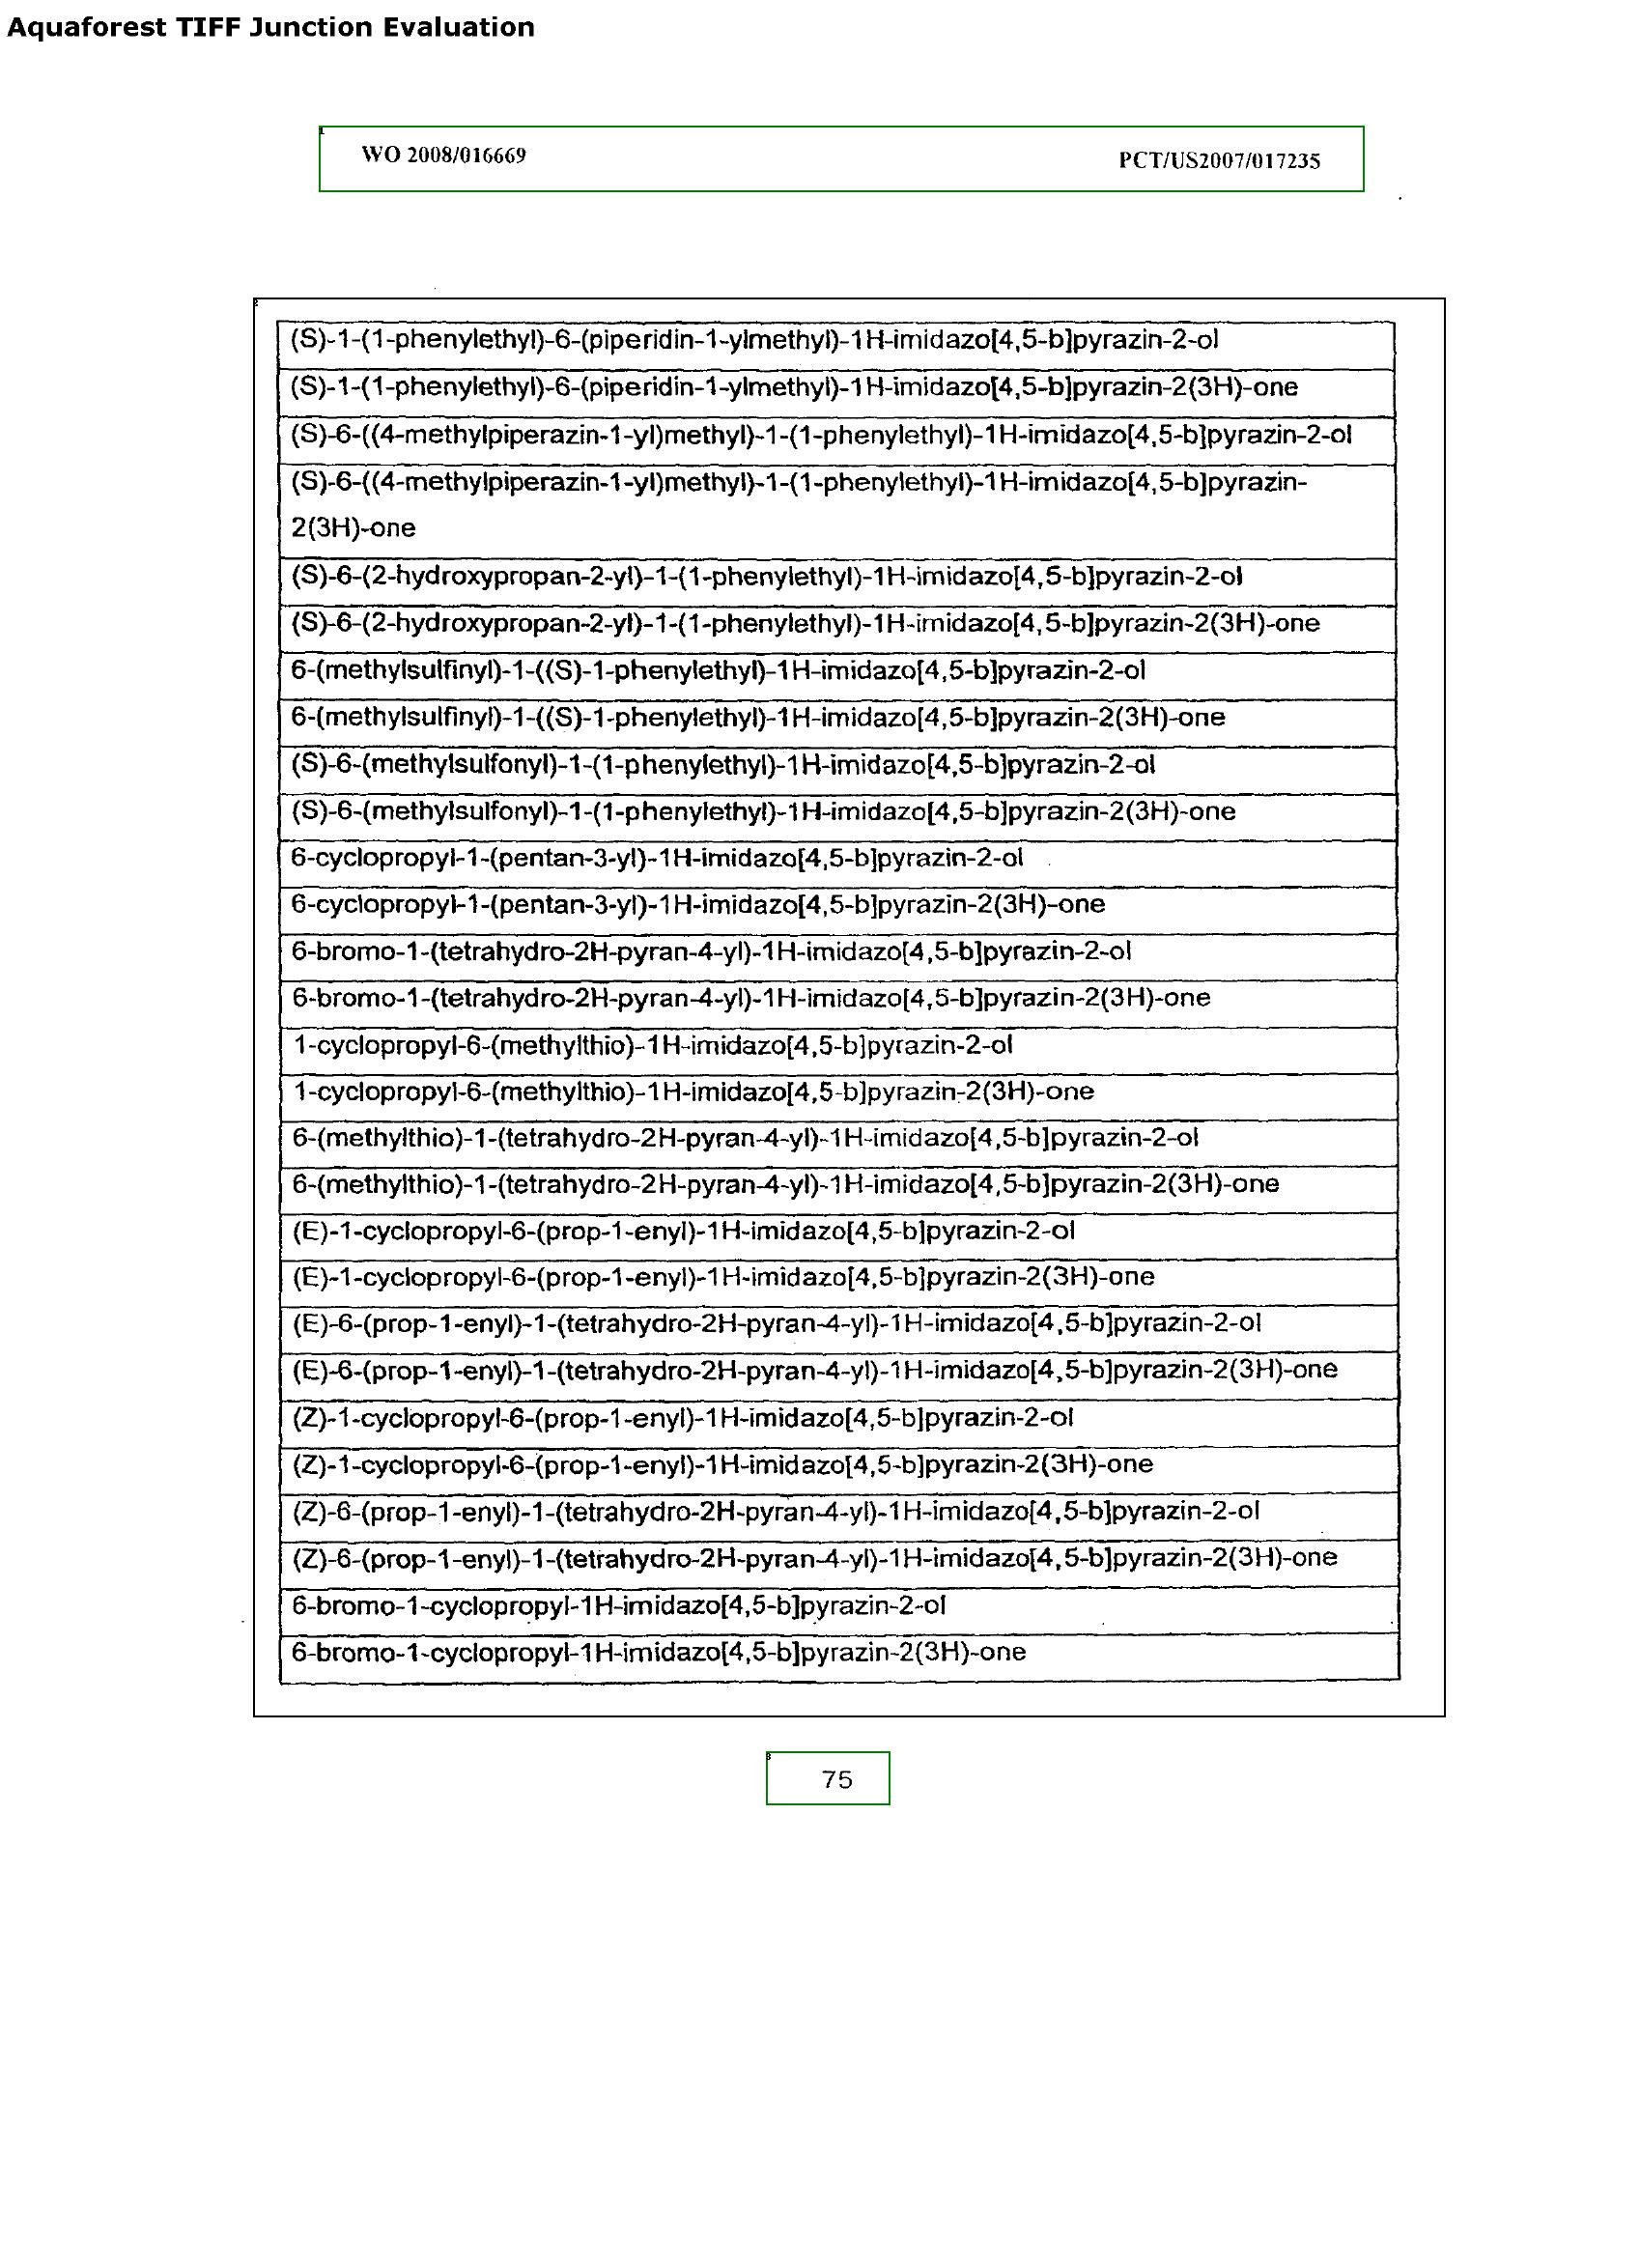 Aquaforest TIFF Junction Evaluation
WO 2008/016669 PCT/US2007/017235
(S)-1-(1-phenylethyl)-6-(piperidin-1-ylmethyl)-1H-imidazo[4,5-b]pyrazin-2-ol
(S)-1-(1-phenylethyl)-6-(piperidin-1-ylmethyl)-1H-imidazo[4,5-b]pyrazin-2(3H)-one
(S)-6-((4-methylpiperazin-1-yl)methyl)-1-(1-phenylethyl)-1H-imidazo[4,5-b]pyrazin-2-ol
(S)-6-((4-methylpiperazin-1-yl)methyl)-1-(1-phenylethyl)-1H-imidazo[4,5-b]pyrazin-
2(3H)-one
(S)-6-(2-hydroxypropan-2-yl)-1-(1-phenylethyl)-1H-imidazo[4,5-b]pyrazin-2-ol
(S)-6-(2-hydroxypropan-2-yl)-1-(1-phenylethyl)-1H-imidazo[4,5-b]pyrazin-2(3H)-one
6-(methylsulfinyl)-1-((S)-1-phenylethyl)-1H-imidazo[4,5-b]pyrazin-2-ol
6-(methylsulfinyl)-1-((S)-1-phenylethyl)-1H-imidazo[4,5-b]pyrazin-2(3H)-one
(S)-6-(methylsulfonyl)-1-(1-phenylethyl)-1H-imidazo[4,5-b]pyrazin-2-ol
(S)-6-(methylsulfonyl)-1-(1-phenylethyl)-1H-imidazo[4,5-b]pyrazin-2(3H)-one
6-cyclopropyl-1-(pentan-3-yl)-1H-imidazo[4,5-b]pyrazin-2-ol
6-cyclopropyl-1-(pentan-3-yl)-1H-imidazo[4,5-b]pyrazin-2(3H)-one
6-bromo-1-(tetrahydro-2H-pyran-4-yl)-1H-imidazo[4,5-b]pyrazin-2-ol
6-bromo-1-(tetrahydro-2H-pyran-4-yl)-1H-imidazo[4,5-b]pyrazin-2(3H)-one
1-cyclopropyl-6-(methylthio)-1H-imidazo[4,5-b]pyrazin-2-ol
1-cyclopropyl-6-(methylthio)-1H-imidazo[4,5-b]pyrazin-2(3H)-one
6-(methylthio)-1-(tetrahydro-2H-pyran-4-yl)-1H-imidazo[4,5-b]pyrazin-2-ol
6-(methylthio)-1-(tetrahydro-2H-pyran-4-yl)-1H-imidazo[4,5-b]pyrazin-2(3H)-one
(E)-1-cyclopropyl-6-(prop-1-enyl)-1H-imidazo[4,5-b]pyrazin-2-ol
(E)-1-cyclopropyl-6-(prop-1-enyl)-1H-imidazo[4,5-b]pyrazin-2(3H)-one
(E)-6-(prop-1-enyl)-1-(tetrahydro-2H-pyran-4-yl)-1H-imidazo[4,5-b]pyrazin-2-ol
(E)-6-(prop-1-enyl)-1-(tetrahydro-2H-pyran-4-yl)-1H-imidazo[4,5-b]pyrazin-2(3H)-one
(Z)-1-cyclopropyl-6-(prop-1-enyl)-1H-imidazo[4,5-b]pyrazin-2-ol
(Z)-1-cyclopropyl-6-(prop-1-enyl)-1H-imidazo[4,5-b]pyrazin-2(3H)-one
(Z)-6-(prop-1-enyl)-1-(tetrahydro-2H-pyran-4-yl)-1H-imidazo[4,5-b]pyrazin-2-ol
(Z)-6-(prop-1-enyl)-1-(tetrahydro-2H-pyran-4-yl)-1H-imidazo[4,5-b]pyrazin-2(3H)-one
6-bromo-1-cyclopropyl-1H-imidazo[4,5-b]pyrazin-2-ol
6-bromo-1-cyclopropyl-1H-imidazo[4,5-b]pyrazin-2(3H)-one
75